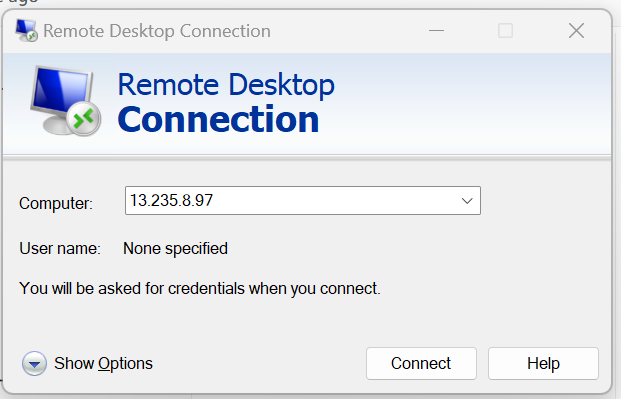 Remote Desktop Connection
Remote Desktop
Connection
Computer: 13.235.8.97
User name: None specified
You will be asked for credentials when you connect.
Show Options Connect Help